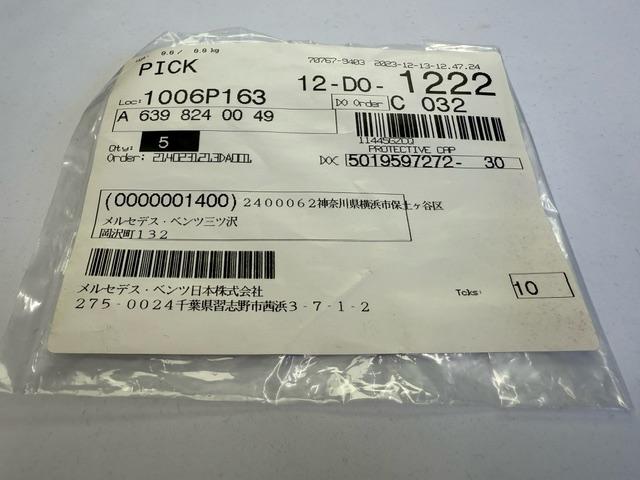 0.0 / 0.0 kg
70767-9403 2023-12-13-12.47.24
PICK
12-DO-1222
Loc: 1006P163
DO Order C 032
A 639 824 00 49
Qty: 5
PROTECTIVE CAP
Order:
DOC 5019597272- 30
(0000001400) 2400062神奈川県横浜市保土ヶ谷区
メルセデス・ベンツ三ツ沢
岡沢町132
メルセデス・ベンツ日本株式会社
275-0024千葉県習志野市茜浜3-7-1-2
10